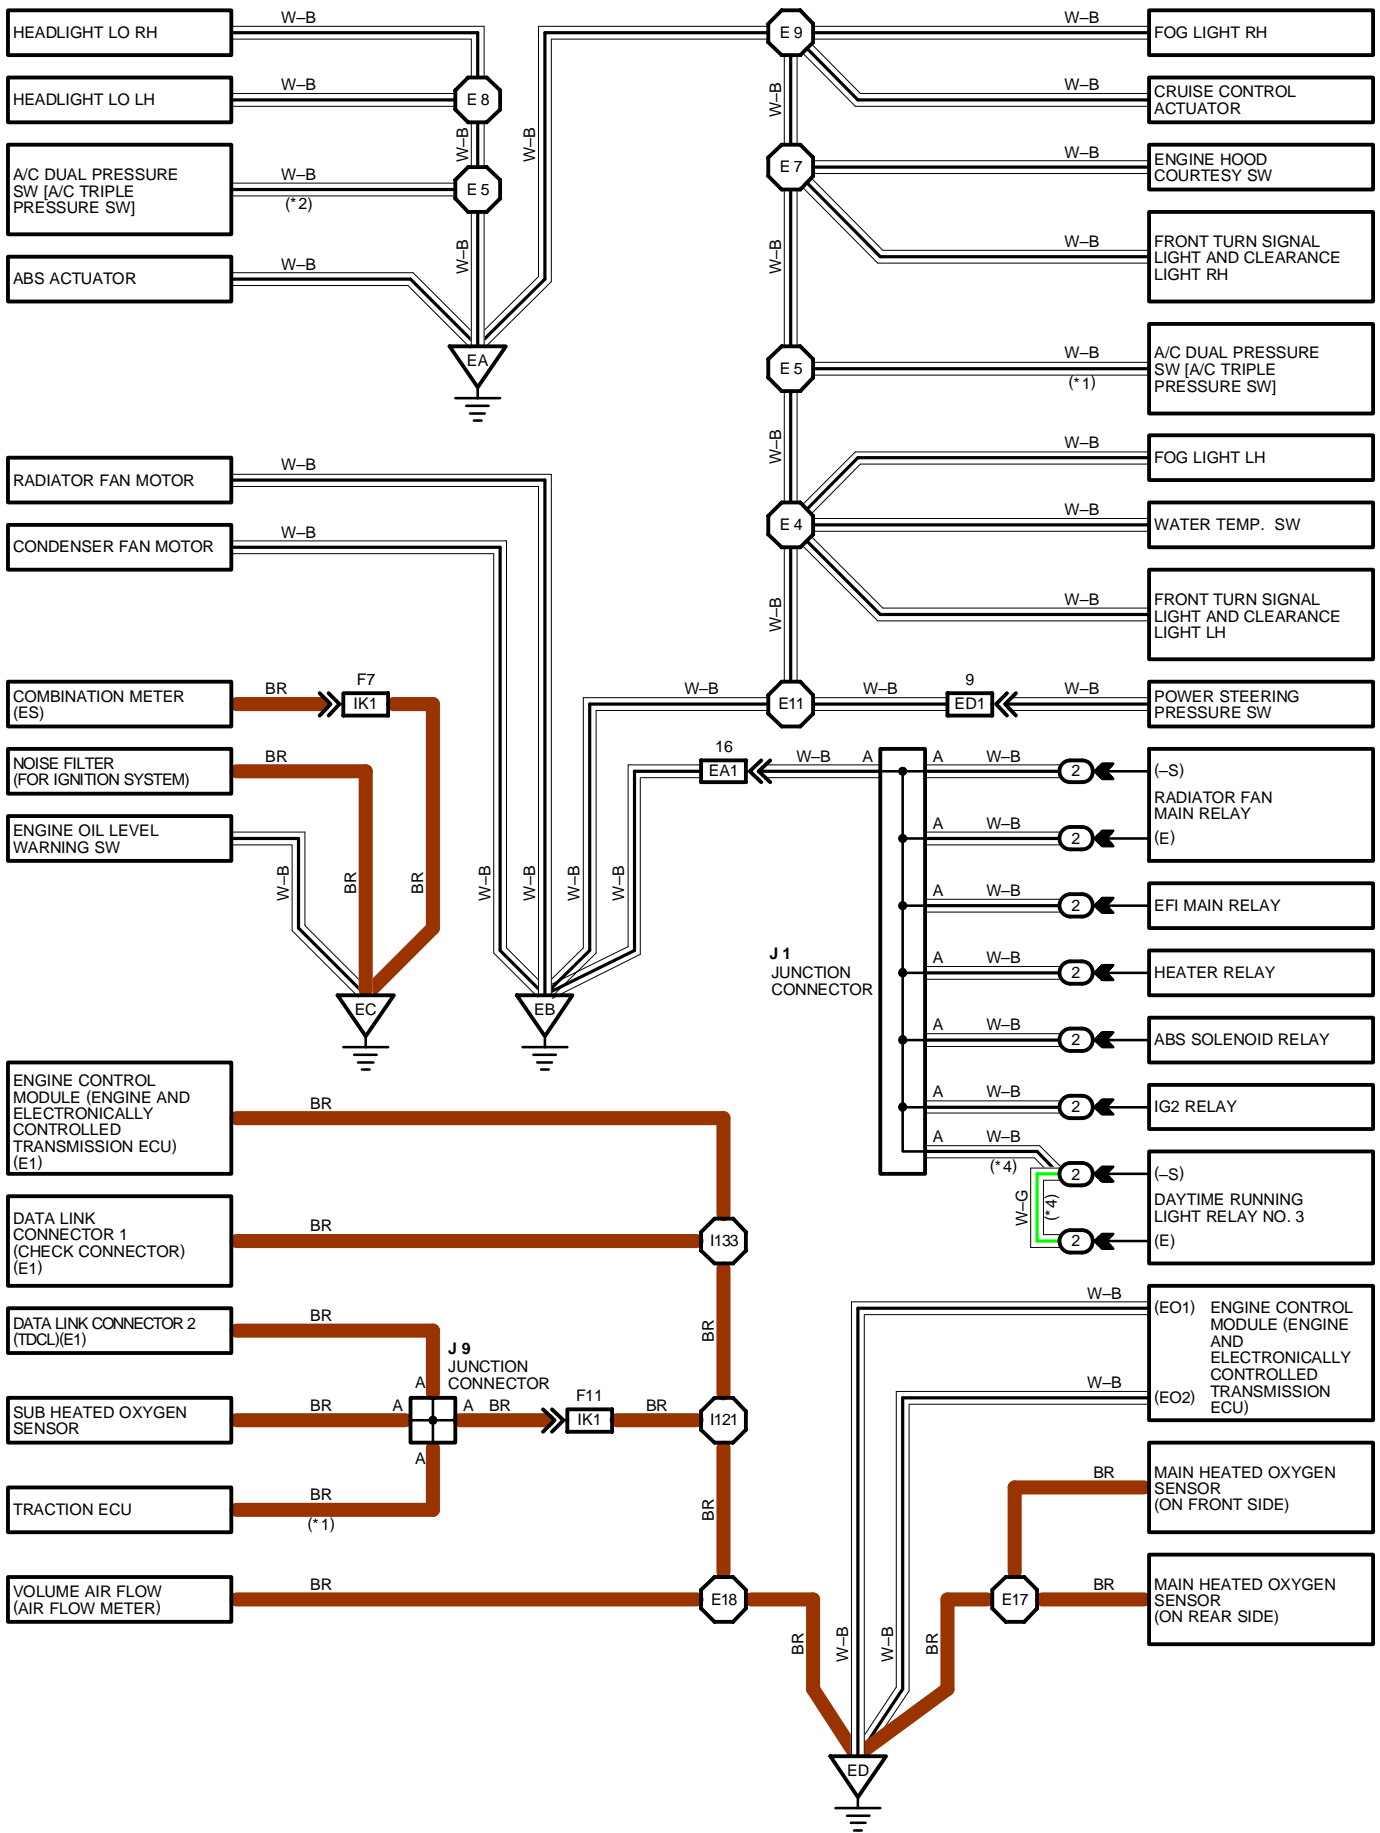 HEADLIGHT LO RH
W–B
E 9
W–B
FOG LIGHT RH
HEADLIGHT LO LH
W–B
E 8
W–B
W–B
W–B
W–B
CRUISE CONTROL
ACTUATOR
A/C DUAL PRESSURE
SW [A/C TRIPLE
PRESSURE SW]
W–B
(*2)
E 5
E 7
W–B
ENGINE HOOD
COURTESY SW
ABS ACTUATOR
W–B
W–B
W–B
W–B
FRONT TURN SIGNAL
LIGHT AND CLEARANCE
LIGHT RH
EA
E 5
W–B
(*1)
A/C DUAL PRESSURE
SW [A/C TRIPLE
PRESSURE SW]
RADIATOR FAN MOTOR
W–B
W–B
W–B
FOG LIGHT LH
CONDENSER FAN MOTOR
W–B
E 4
W–B
WATER TEMP. SW
W–B
W–B
FRONT TURN SIGNAL
LIGHT AND CLEARANCE
LIGHT LH
COMBINATION METER
(ES)
BR
F7
IK1
W–B
E11
W–B
9
ED1
W–B
POWER STEERING
PRESSURE SW
NOISE FILTER
(FOR IGNITION SYSTEM)
BR
16
EA1
W–B
A
A
W–B
2
(–S)
RADIATOR FAN
MAIN RELAY
ENGINE OIL LEVEL
WARNING SW
A
W–B
2
(E)
W–B
BR
BR
W–B
W–B
W–B
W–B
A
W–B
2
EFI MAIN RELAY
J 1
JUNCTION
CONNECTOR
A
W–B
2
HEATER RELAY
EC
EB
A
W–B
2
ABS SOLENOID RELAY
A
W–B
2
IG2 RELAY
A
W–B
(*4)
2
(–S)
DAYTIME RUNNING
LIGHT RELAY NO. 3
W–G
(*4)
2
(E)
ENGINE CONTROL
MODULE (ENGINE AND
ELECTRONICALLY
CONTROLLED
TRANSMISSION ECU)
(E1)
BR
DATA LINK
CONNECTOR 1
(CHECK CONNECTOR)
(E1)
BR
I133
DATA LINK CONNECTOR 2
(TDCL)(E1)
BR
BR
J 9
JUNCTION
CONNECTOR
A
W–B
(EO1)
ENGINE CONTROL
MODULE (ENGINE
AND
ELECTRONICALLY
CONTROLLED
TRANSMISSION
ECU)
W–B
(EO2)
SUB HEATED OXYGEN
SENSOR
BR
A
A
BR
F11
IK1
BR
I121
A
TRACTION ECU
BR
(*1)
BR
BR
MAIN HEATED OXYGEN
SENSOR
(ON FRONT SIDE)
VOLUME AIR FLOW
(AIR FLOW METER)
BR
E18
E17
BR
MAIN HEATED OXYGEN
SENSOR
(ON REAR SIDE)
BR
W–B
W–B
BR
ED